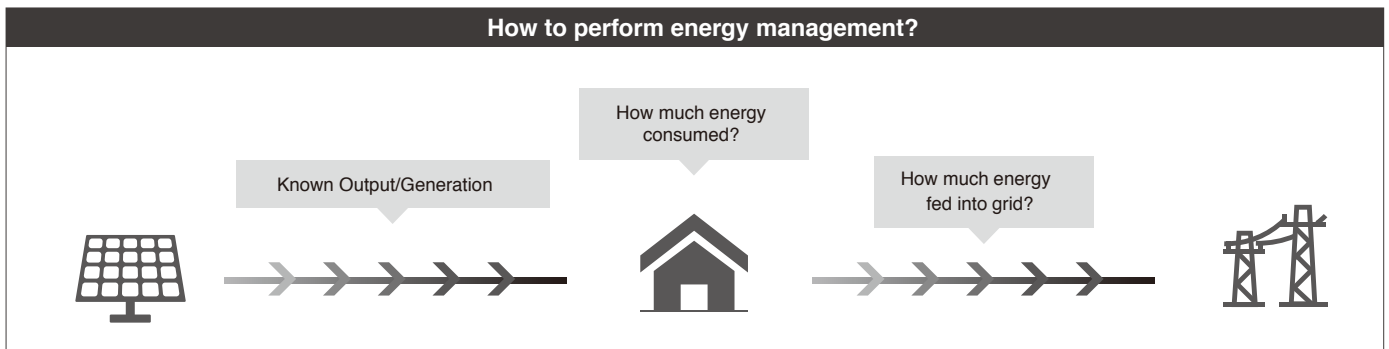 How to perform energy management?
How much energy
consumed?
Known Output/Generation
How much energy
fed into grid?